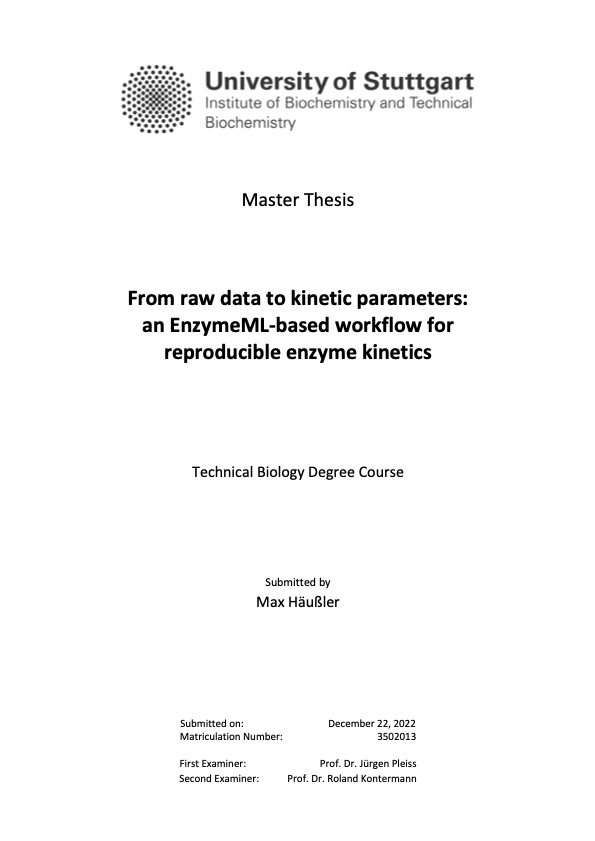 University of Stuttgart
Institute of Biochemistry and Technical
Biochemistry
Master Thesis
From raw data to kinetic parameters:
an EnzymeML-based workflow for
reproducible enzyme kinetics
Technical Biology Degree Course
Submitted by
Max Häußler
Submitted on: December 22, 2022
Matriculation Number: 3502013
First Examiner: Prof. Dr. Jürgen Pleiss
Second Examiner: Prof. Dr. Roland Kontermann